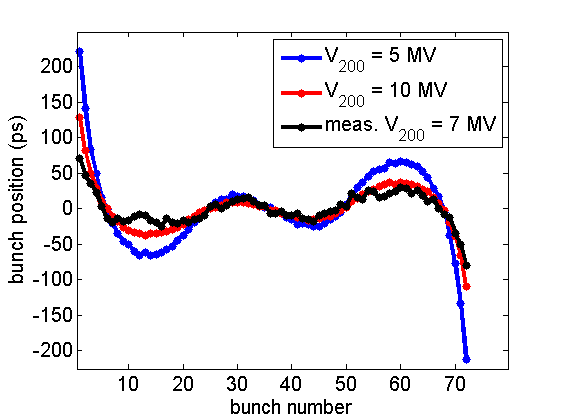 V200 = 5 MV
V200 = 10 MV
meas. V200 = 7 MV
bunch position (ps)
200
150
100
50
0
-50
-100
-150
-200
10 20 30 40 50 60 70
bunch number